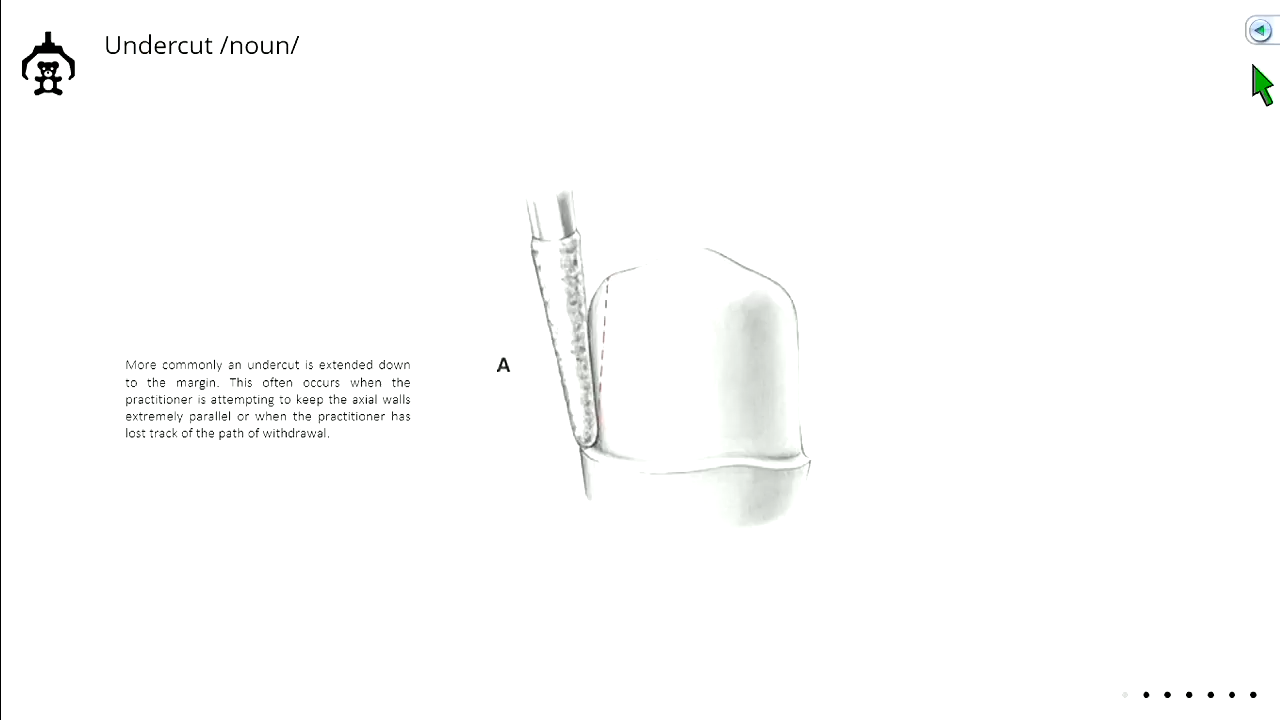 Undercut /noun/
More commonly an undercut is extended down
to the margin. This often occurs when the
practitioner is attempting to keep the axial walls
extremely parallel or when the practitioner has
lost track of the path of withdrawal.
A